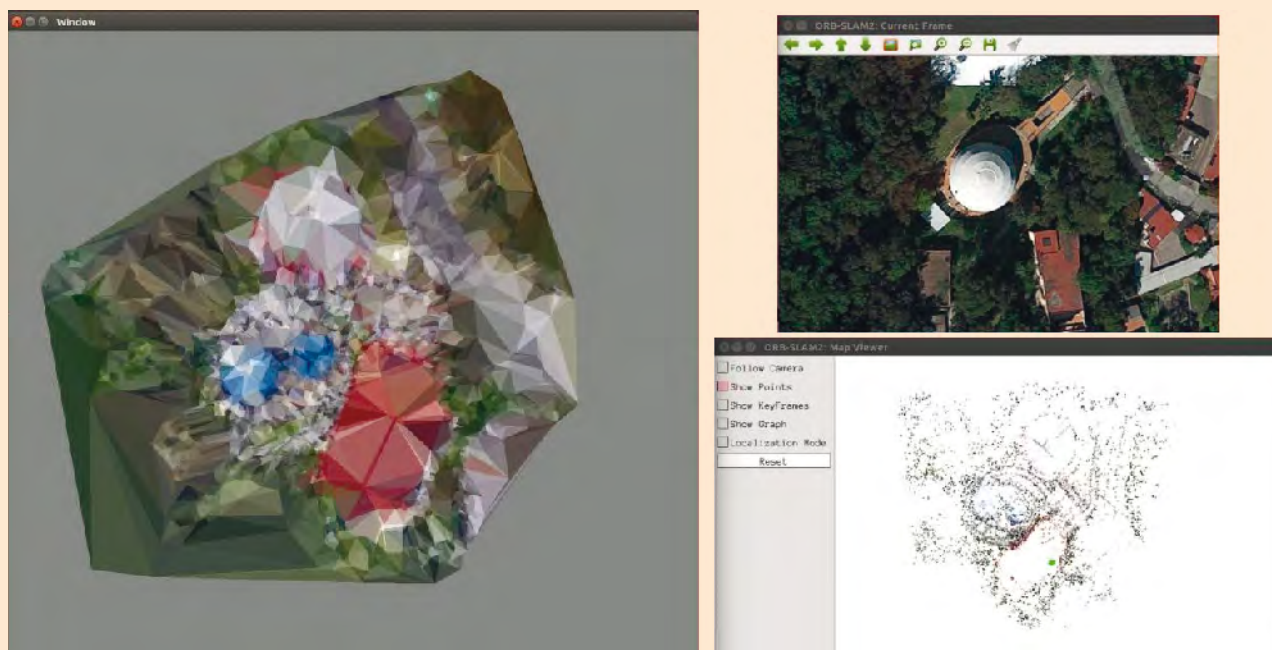 Window
ORB-SLAM2: Current Frame
ORB-SLAM2: Map Viewer
Follow Camera
Show Points
Show KeyFrames
Show Graph
Localization Mode
Reset